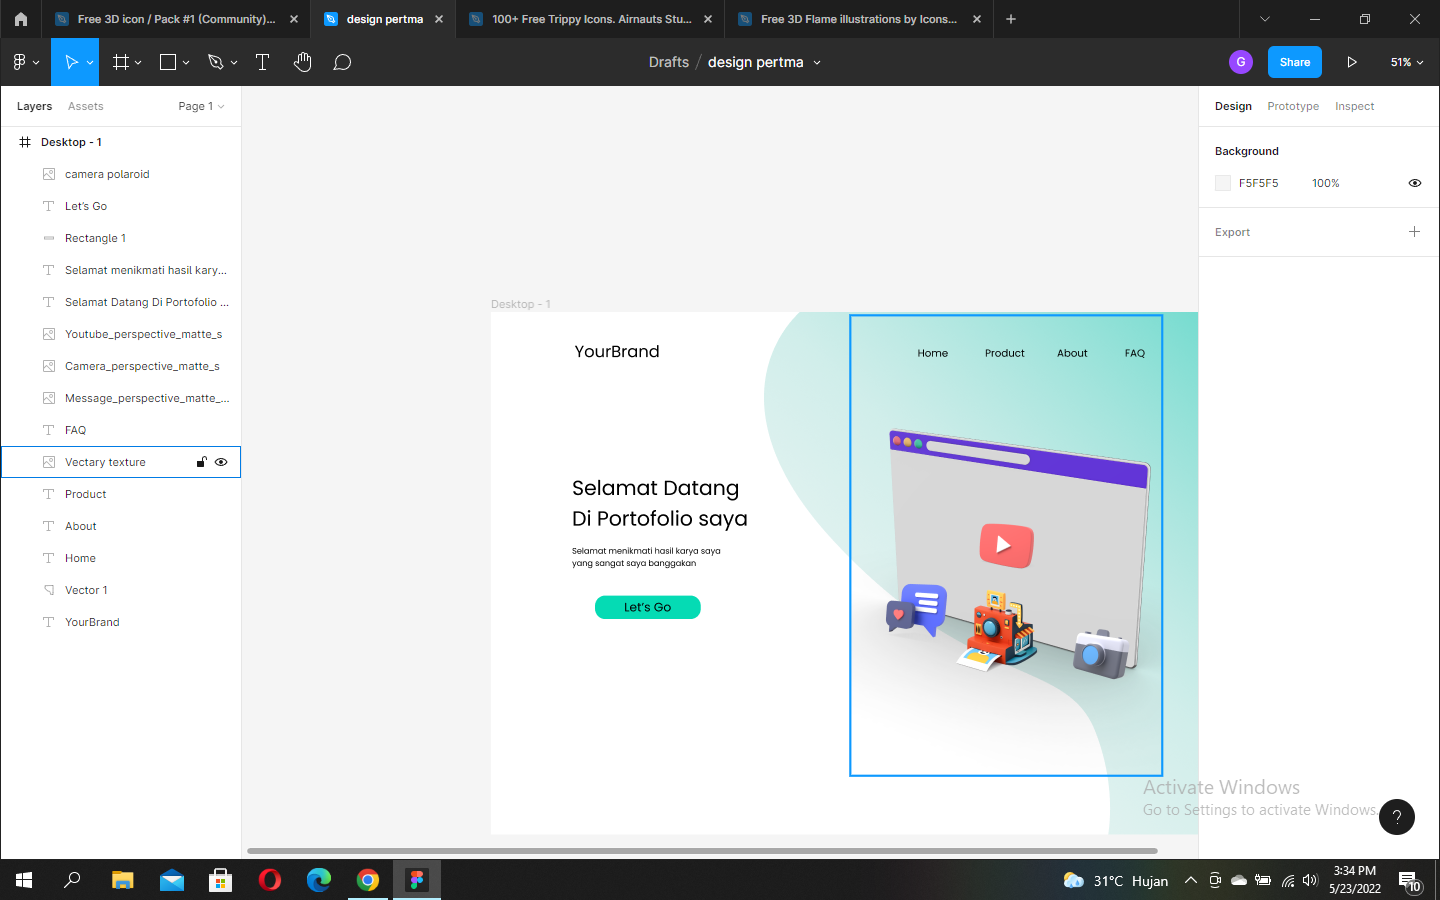 Free 3D icon / Pack #1 (Community)...
design pertma
100+ Free Trippy Icons. Airnauts Stu...
Free 3D Flame illustrations by Icons...
Drafts / design pertma
G
Share
51%
Layers
Assets
Page 1
Design
Prototype
Inspect
Desktop - 1
camera polaroid
Let's Go
Rectangle 1
Selamat menikmati hasil kary...
Selamat Datang Di Portofolio ...
Youtube_perspective_matte_s
Camera_perspective_matte_s
Message_perspective_matte_...
FAQ
Vectary texture
Product
About
Home
Vector 1
YourBrand
Background
F5F5F5
100%
Export
Desktop - 1
YourBrand
Home
Product
About
FAQ
Selamat Datang
Di Portofolio saya
Selamat menikmati hasil karya saya
yang sangat saya banggakan
Let's Go
Activate Windows
Go to Settings to activate Windows.
?
31°C Hujan
3:34 PM
5/23/2022
10